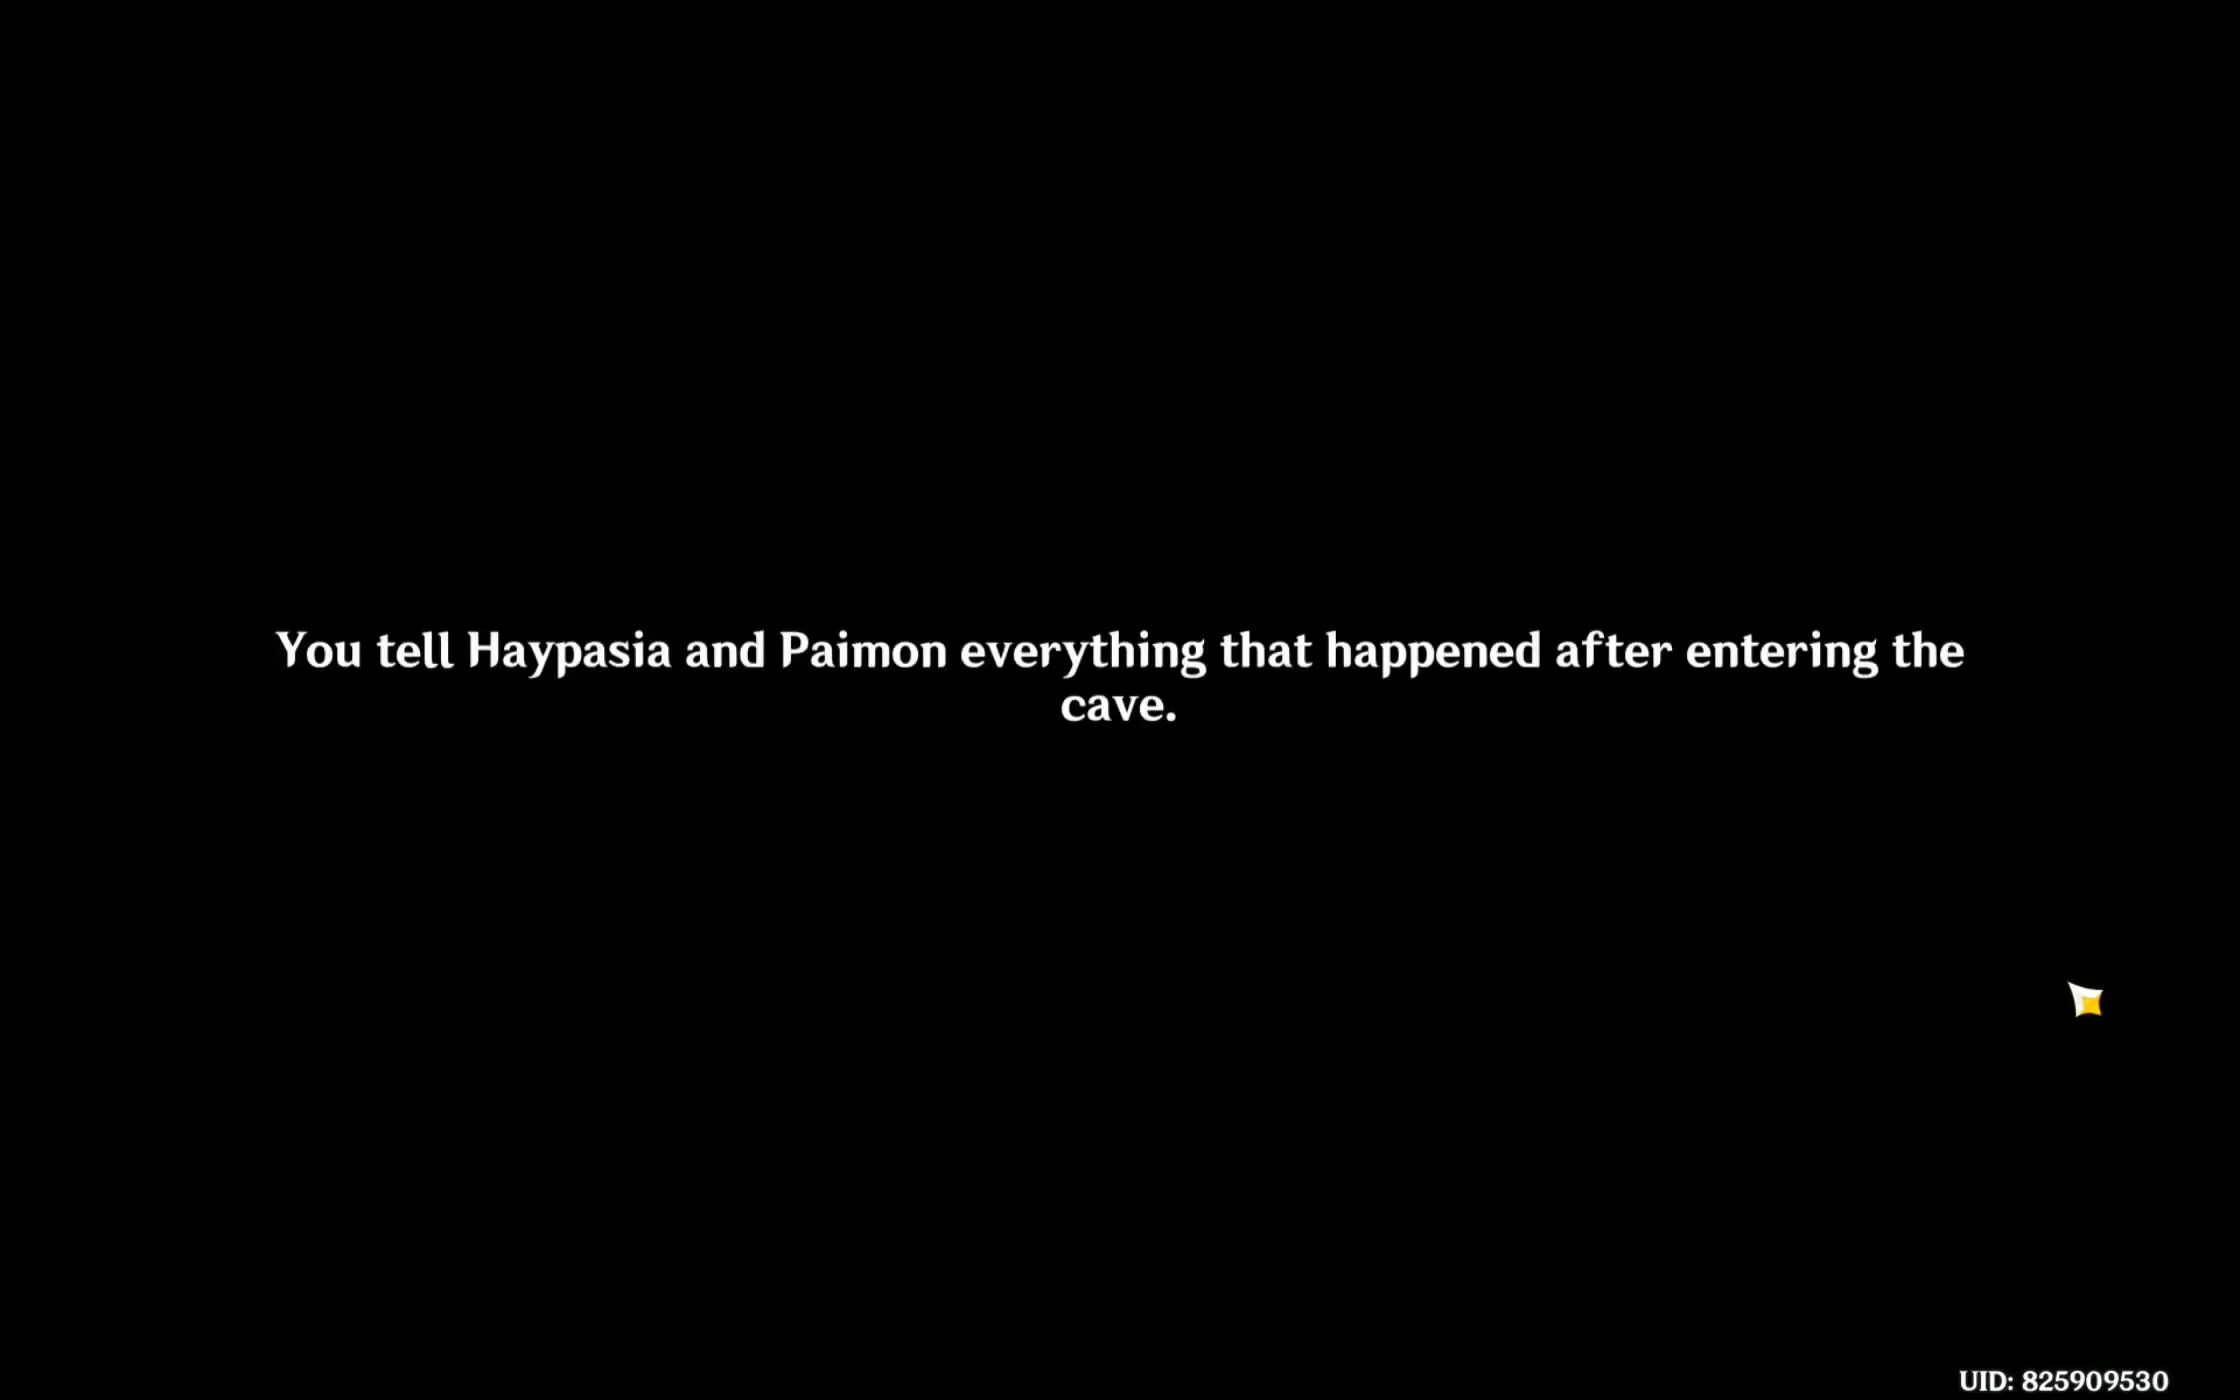 You tell Haypasia and Paimon everything that happened after entering the
cave.
UID: 825909530